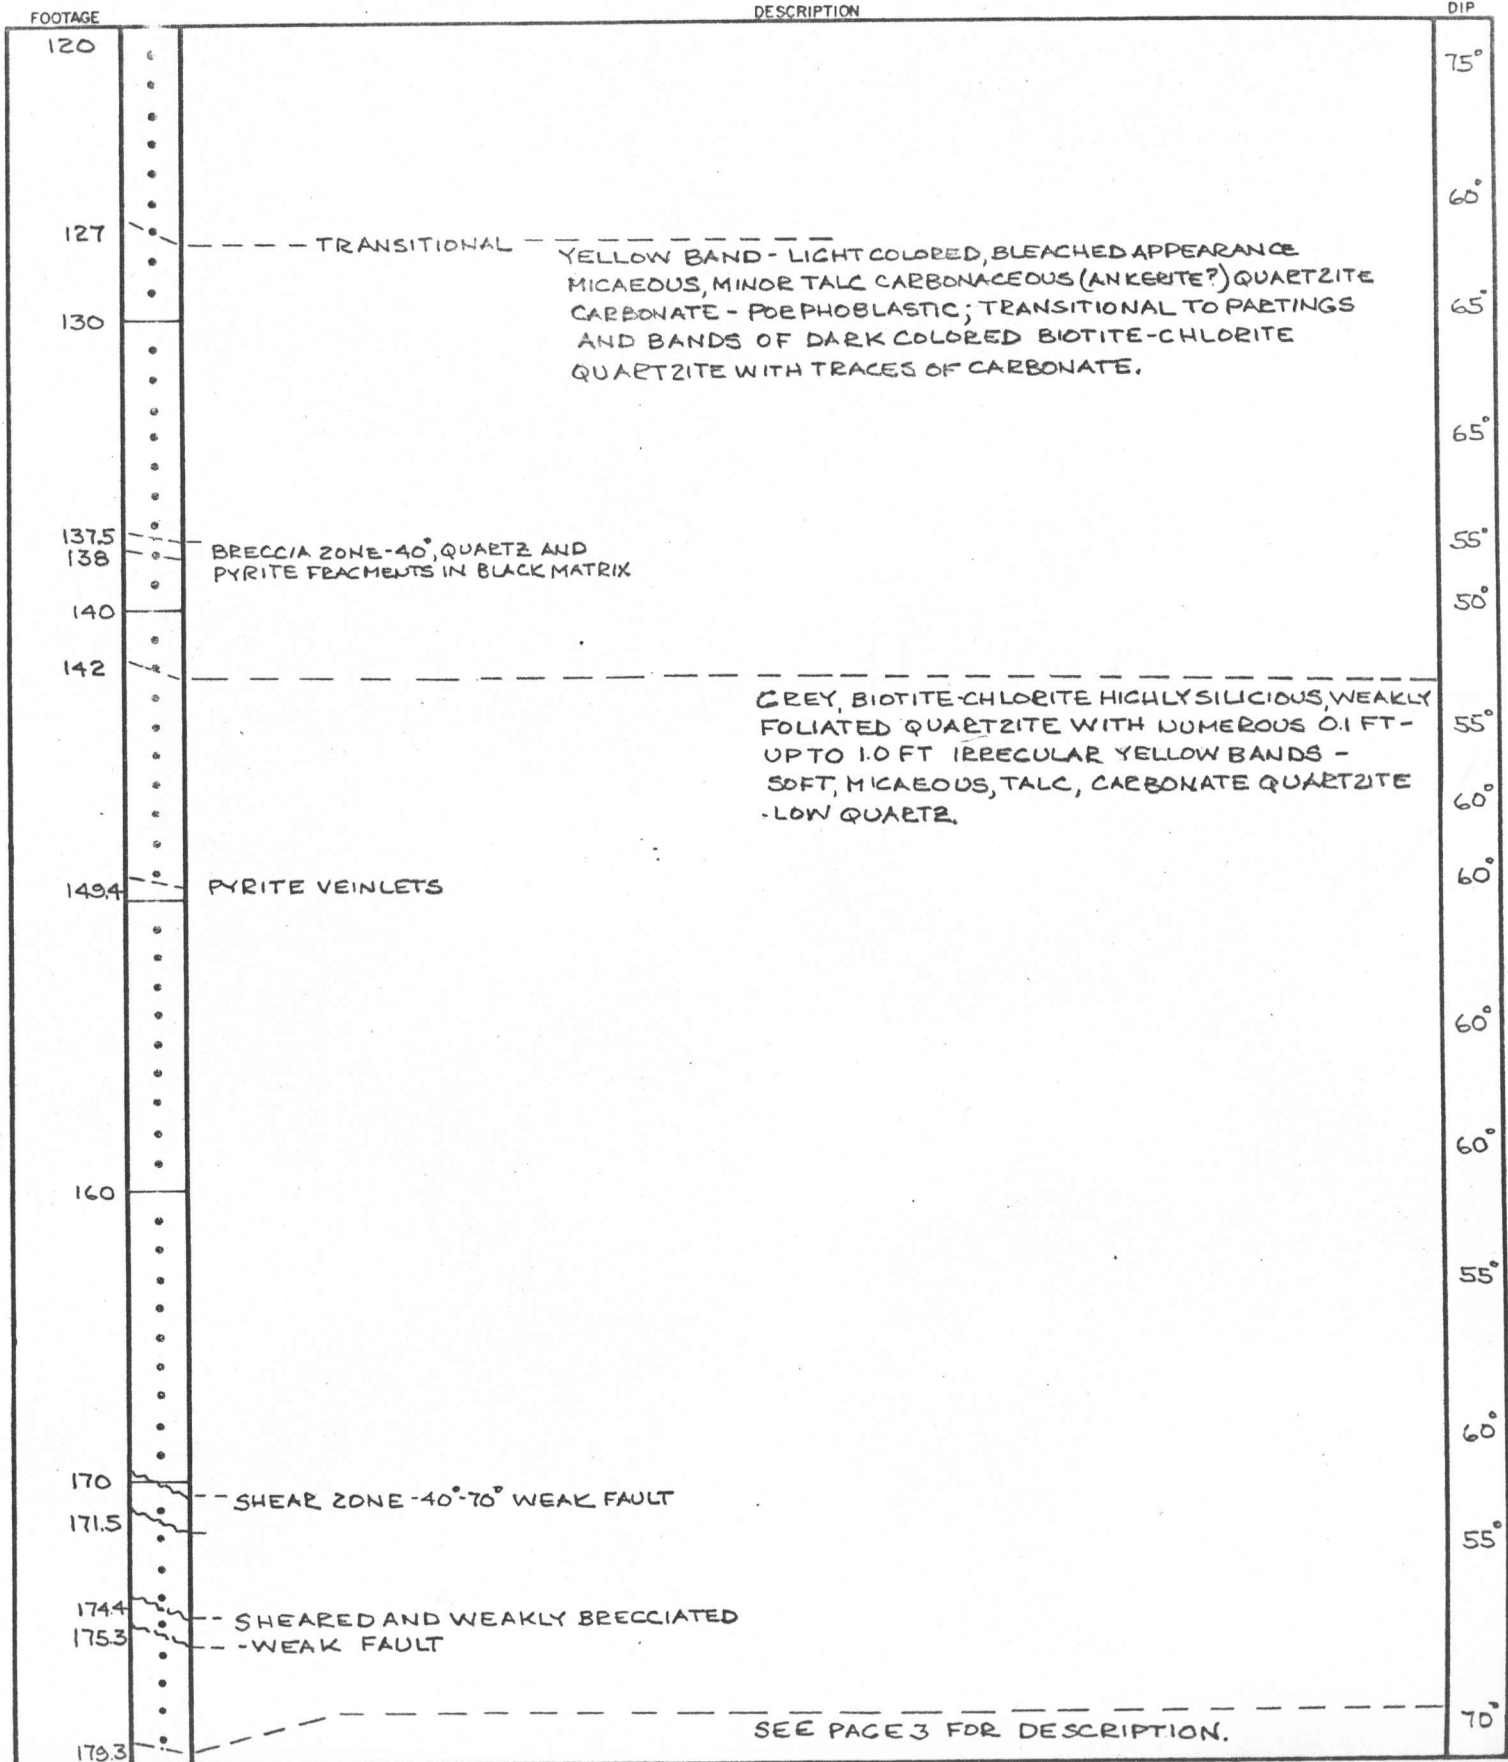 FOOTAGE DESCRIPTION DIP
120
75°
60°
127
TRANSITIONAL
YELLOW BAND - LIGHT COLORED, BLEACHED APPEARANCE
MICAEOUS, MINOR TALC CARBONACEOUS (ANKERITE?) QUARTZITE
CARBONATE - PORPHOBLASTIC; TRANSITIONAL TO PARTINGS
AND BANDS OF DARK COLORED BIOTITE-CHLORITE
QUARTZITE WITH TRACES OF CARBONATE.
130
65°
65°
137.5
138
BRECCIA ZONE-40°, QUARTZ AND
PYRITE FRAGMENTS IN BLACK MATRIX
55°
140
50°
142
GREY, BIOTITE-CHLORITE HIGHLY SILICIOUS, WEAKLY
FOLIATED QUARTZITE WITH NUMEROUS 0.1 FT-
UP TO 1.0 FT IRREGULAR YELLOW BANDS -
SOFT, MICAEOUS, TALC, CARBONATE QUARTZITE
-LOW QUARTZ.
55°
60°
149.4
PYRITE VEINLETS
60°
60°
60°
160
55°
60°
170
SHEAR ZONE -40°-70° WEAK FAULT
171.5
55°
174.4
SHEARED AND WEAKLY BRECCIATED
175.3
-WEAK FAULT
70°
SEE PAGE 3 FOR DESCRIPTION.
179.3